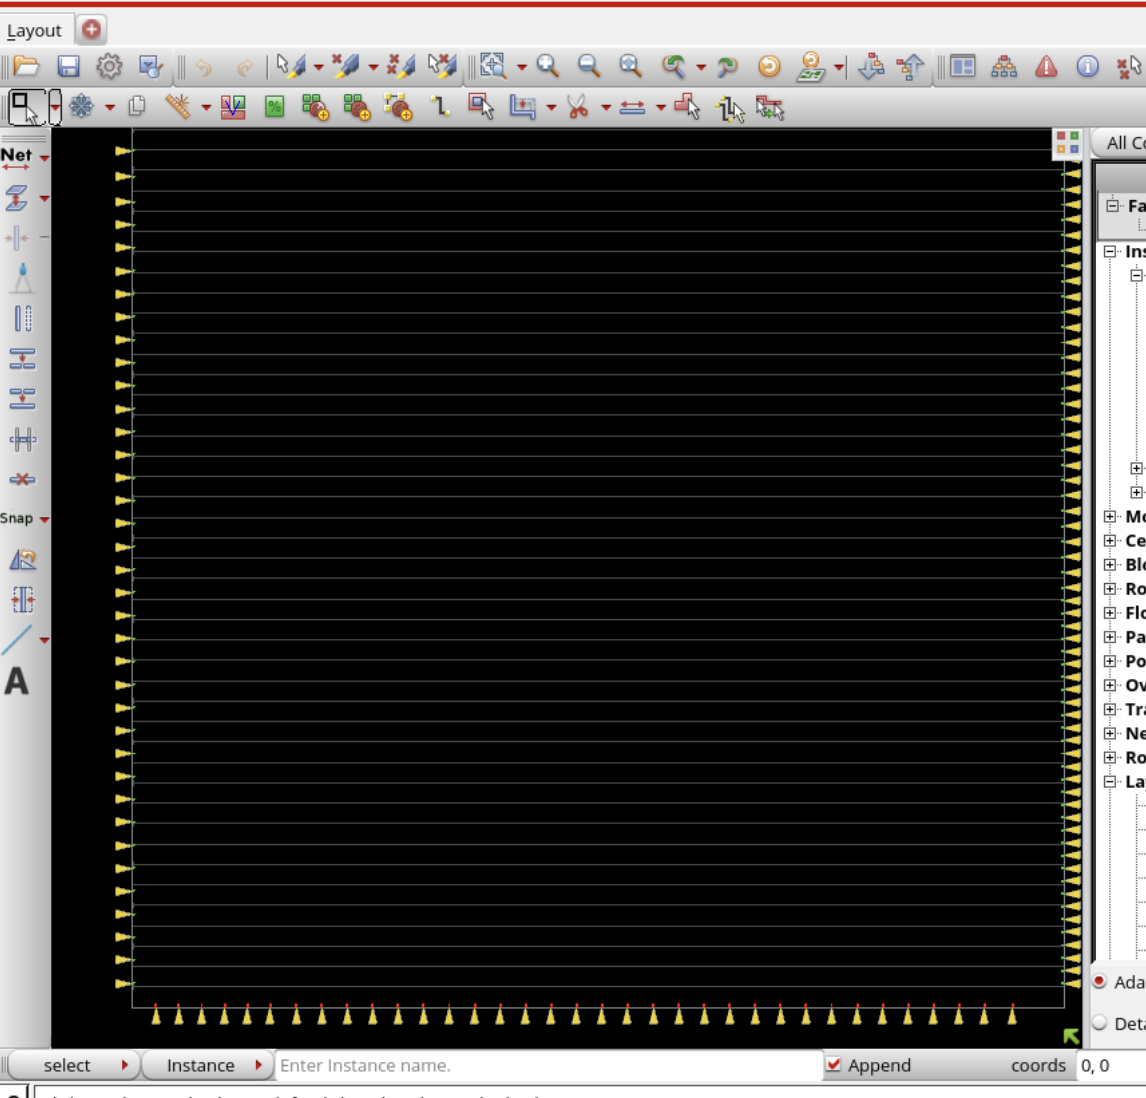 Layout
All Co
Net
Fa
Ins
Snap
Mo
Ce
Blo
Ro
Flo
Pa
Po
Ov
Tra
Ne
Ro
A
La
Ada
Deta
select Instance Enter Instance name. Append coords 0, 0